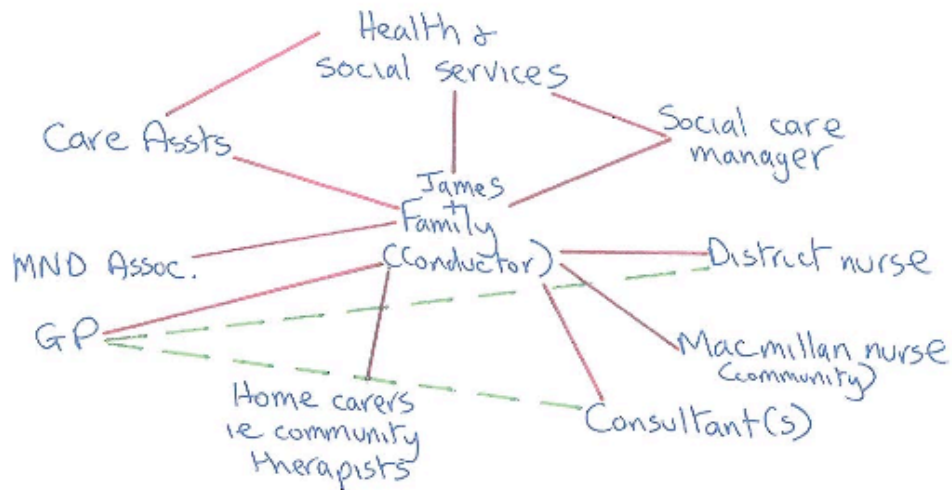 Health &
social services
Care Assts
Social care
manager
James
+
Family
(Conductor)
MND Assoc.
District nurse
GP
Macmillan nurse
(community)
Home carers
ie community
therapists
Consultant(s)